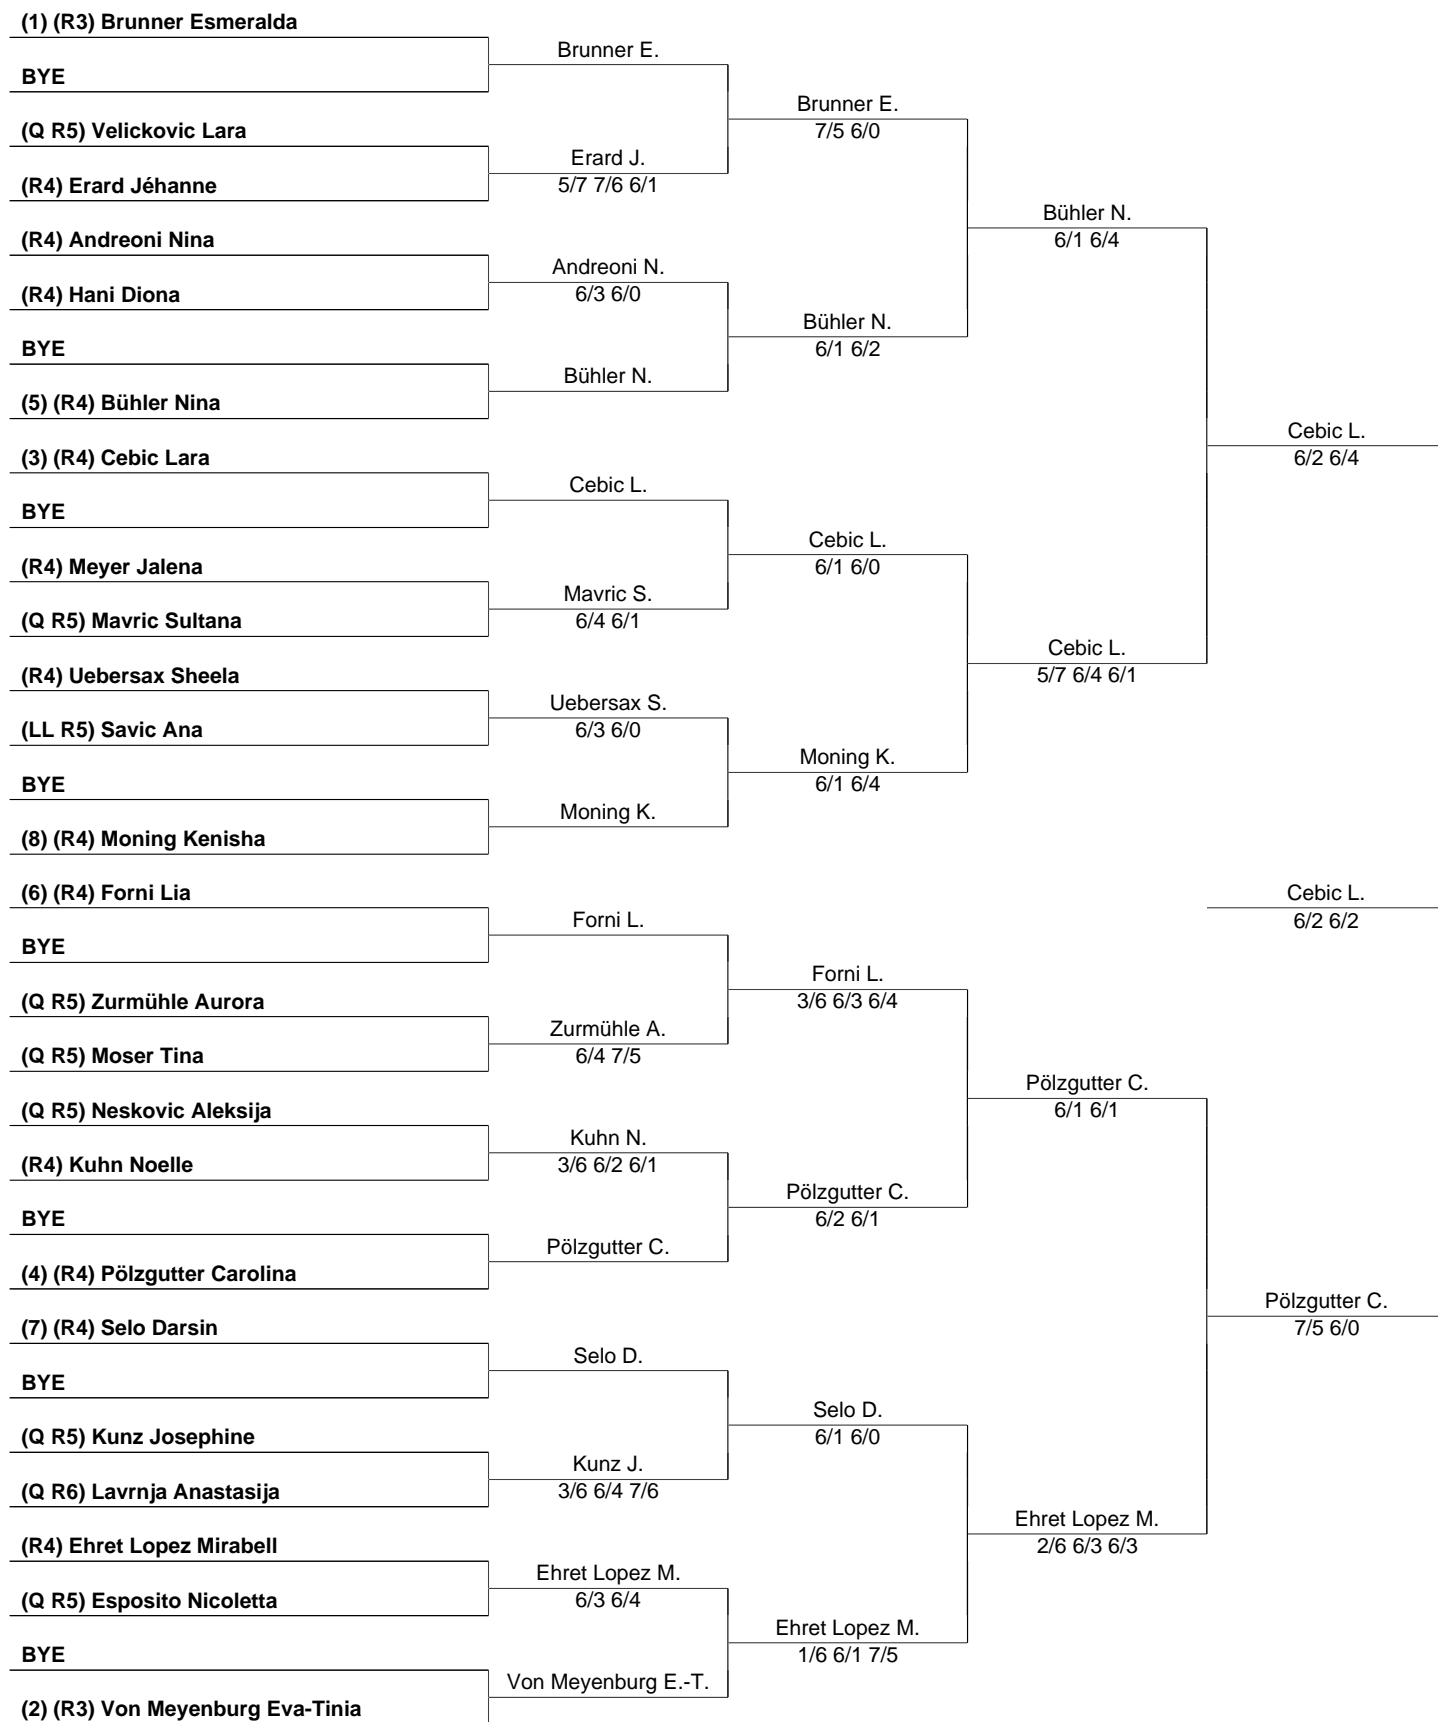 (1) (R3) Brunner Esmeralda
Brunner E.
BYE
Brunner E.
7/5 6/0
(Q R5) Velickovic Lara
Erard J.
5/7 7/6 6/1
(R4) Erard Jéhanne
Bühler N.
6/1 6/4
(R4) Andreoni Nina
Andreoni N.
6/3 6/0
(R4) Hani Diona
Bühler N.
6/1 6/2
BYE
Bühler N.
(5) (R4) Bühler Nina
Cebic L.
6/2 6/4
(3) (R4) Cebic Lara
Cebic L.
BYE
Cebic L.
6/1 6/0
(R4) Meyer Jalena
Mavric S.
6/4 6/1
(Q R5) Mavric Sultana
Cebic L.
5/7 6/4 6/1
(R4) Uebersax Sheela
Uebersax S.
6/3 6/0
(LL R5) Savic Ana
Moning K.
6/1 6/4
BYE
Moning K.
(8) (R4) Moning Kenisha
(6) (R4) Forni Lia
Cebic L.
6/2 6/2
Forni L.
BYE
Forni L.
3/6 6/3 6/4
(Q R5) Zurmühle Aurora
Zurmühle A.
6/4 7/5
(Q R5) Moser Tina
Pölzgutter C.
6/1 6/1
(Q R5) Neskovic Aleksija
Kuhn N.
3/6 6/2 6/1
(R4) Kuhn Noelle
Pölzgutter C.
6/2 6/1
BYE
Pölzgutter C.
(4) (R4) Pölzgutter Carolina
Pölzgutter C.
7/5 6/0
(7) (R4) Selo Darsin
Selo D.
BYE
Selo D.
6/1 6/0
(Q R5) Kunz Josephine
Kunz J.
3/6 6/4 7/6
(Q R6) Lavrnja Anastasija
Ehret Lopez M.
2/6 6/3 6/3
(R4) Ehret Lopez Mirabell
Ehret Lopez M.
6/3 6/4
(Q R5) Esposito Nicoletta
Ehret Lopez M.
1/6 6/1 7/5
BYE
Von Meyenburg E.-T.
(2) (R3) Von Meyenburg Eva-Tinia